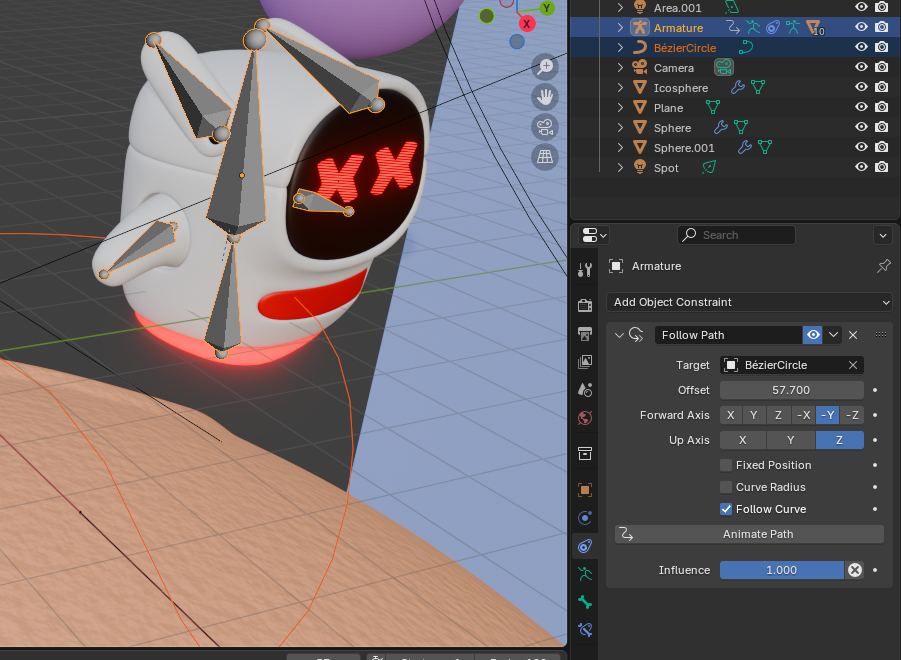 Area.001
Y
Armature
10
X
BézierCircle
Camera
Icosphere
Plane
Sphere
Sphere.001
Spot
X X
Search
Armature
Add Object Constraint
Follow Path
Target BézierCircle
Offset 57.700
Forward Axis X Y Z -X -Y -Z
Up Axis X Y Z
Fixed Position
Curve Radius
Follow Curve
Animate Path
Influence 1.000